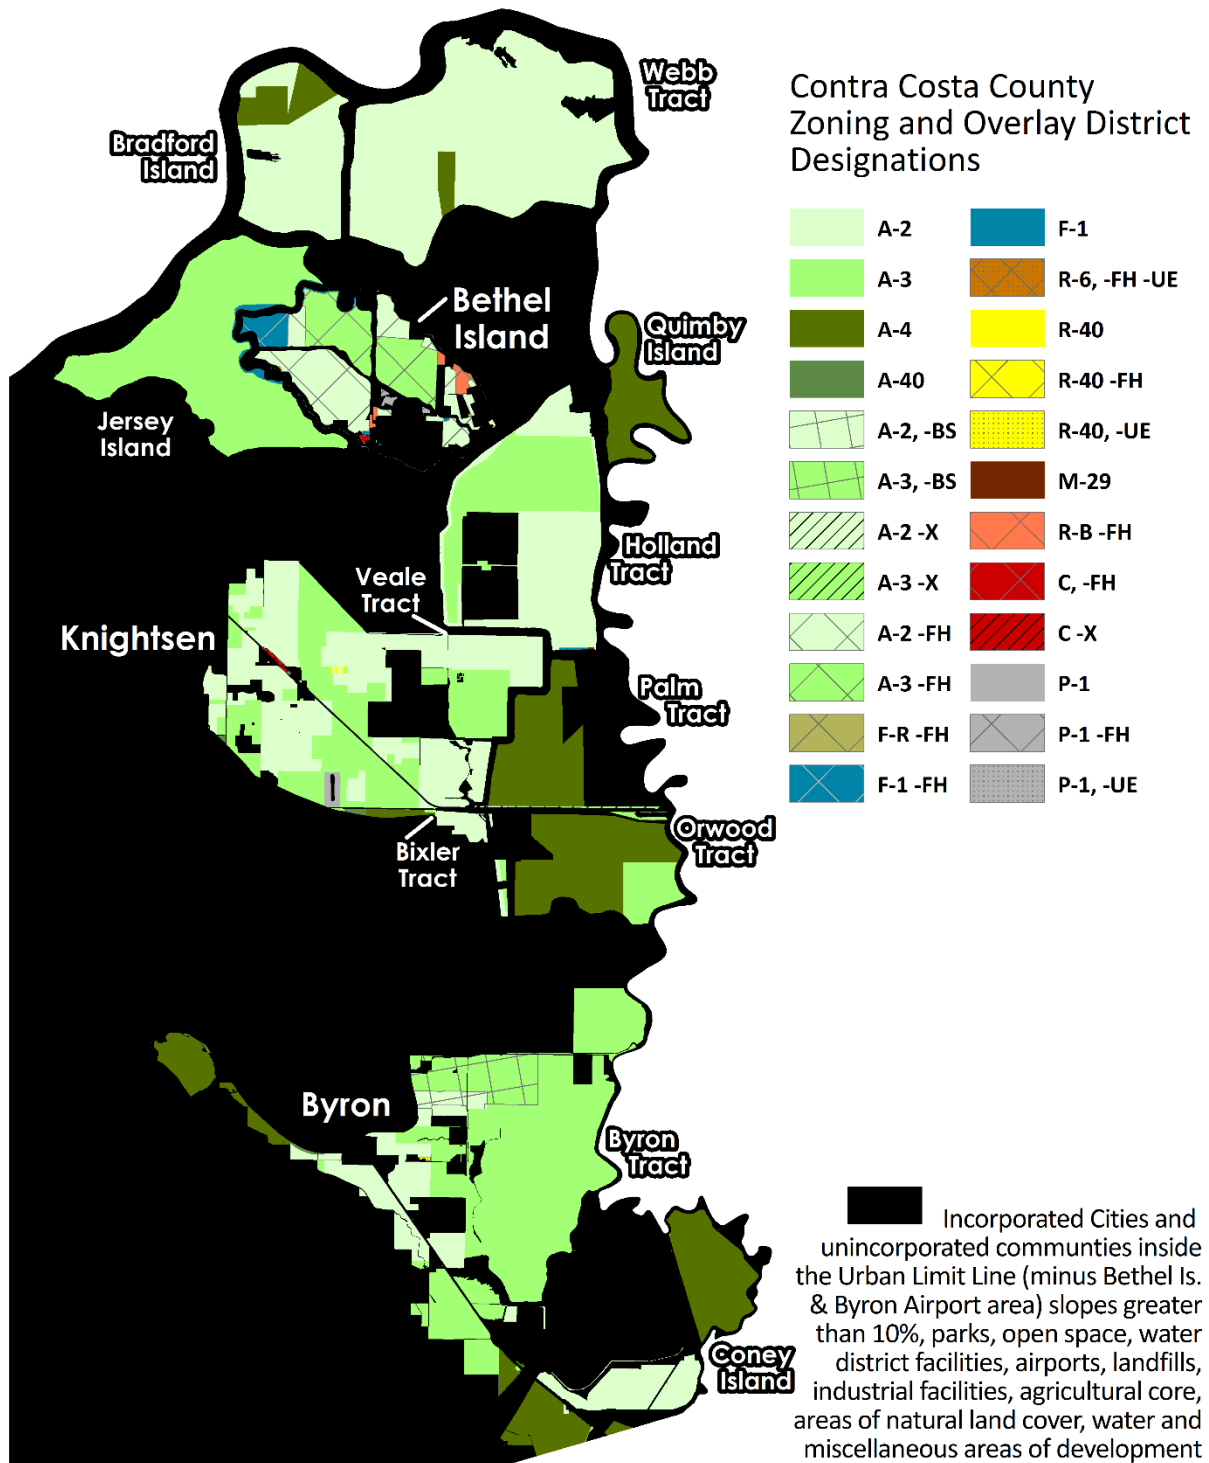 Webb
Tract
Bradford
Island
Bethel
Island
Quimby
Island
Jersey
Island
Holland
Tract
Veale
Tract
Knightsen
Palm
Tract
Orwood
Tract
Bixler
Tract
Byron
Byron
Tract
Coney
Island
Contra Costa County
Zoning and Overlay District
Designations
A-2
A-3
A-4
A-40
A-2, -BS
A-3, -BS
A-2 -X
A-3 -X
A-2 -FH
A-3 -FH
F-R -FH
F-1 -FH
F-1
R-6, -FH -UE
R-40
R-40 -FH
R-40, -UE
M-29
R-B -FH
C, -FH
C -X
P-1
P-1 -FH
P-1, -UE
Incorporated Cities and
unincorporated communties inside
the Urban Limit Line (minus Bethel Is.
& Byron Airport area) slopes greater
than 10%, parks, open space, water
district facilities, airports, landfills,
industrial facilities, agricultural core,
areas of natural land cover, water and
miscellaneous areas of development